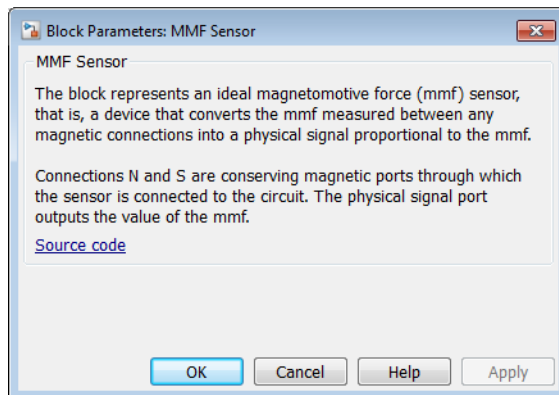 Block Parameters: MMF Sensor
MMF Sensor
The block represents an ideal magnetomotive force (mmf) sensor,
that is, a device that converts the mmf measured between any
magnetic connections into a physical signal proportional to the mmf.
Connections N and S are conserving magnetic ports through which
the sensor is connected to the circuit. The physical signal port
outputs the value of the mmf.
Source code
OK Cancel Help Apply